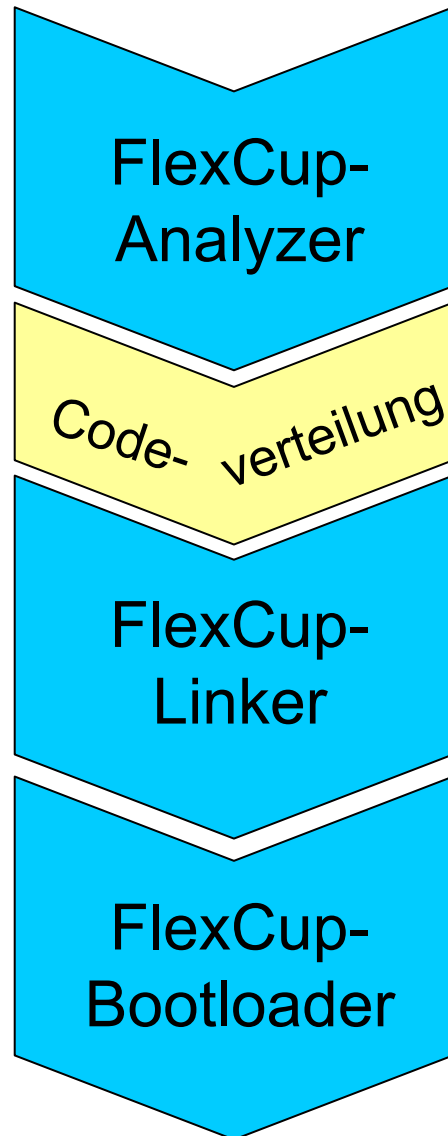 FlexCup-
Analyzer
Code- verteilung
FlexCup-
Linker
FlexCup-
Bootloader